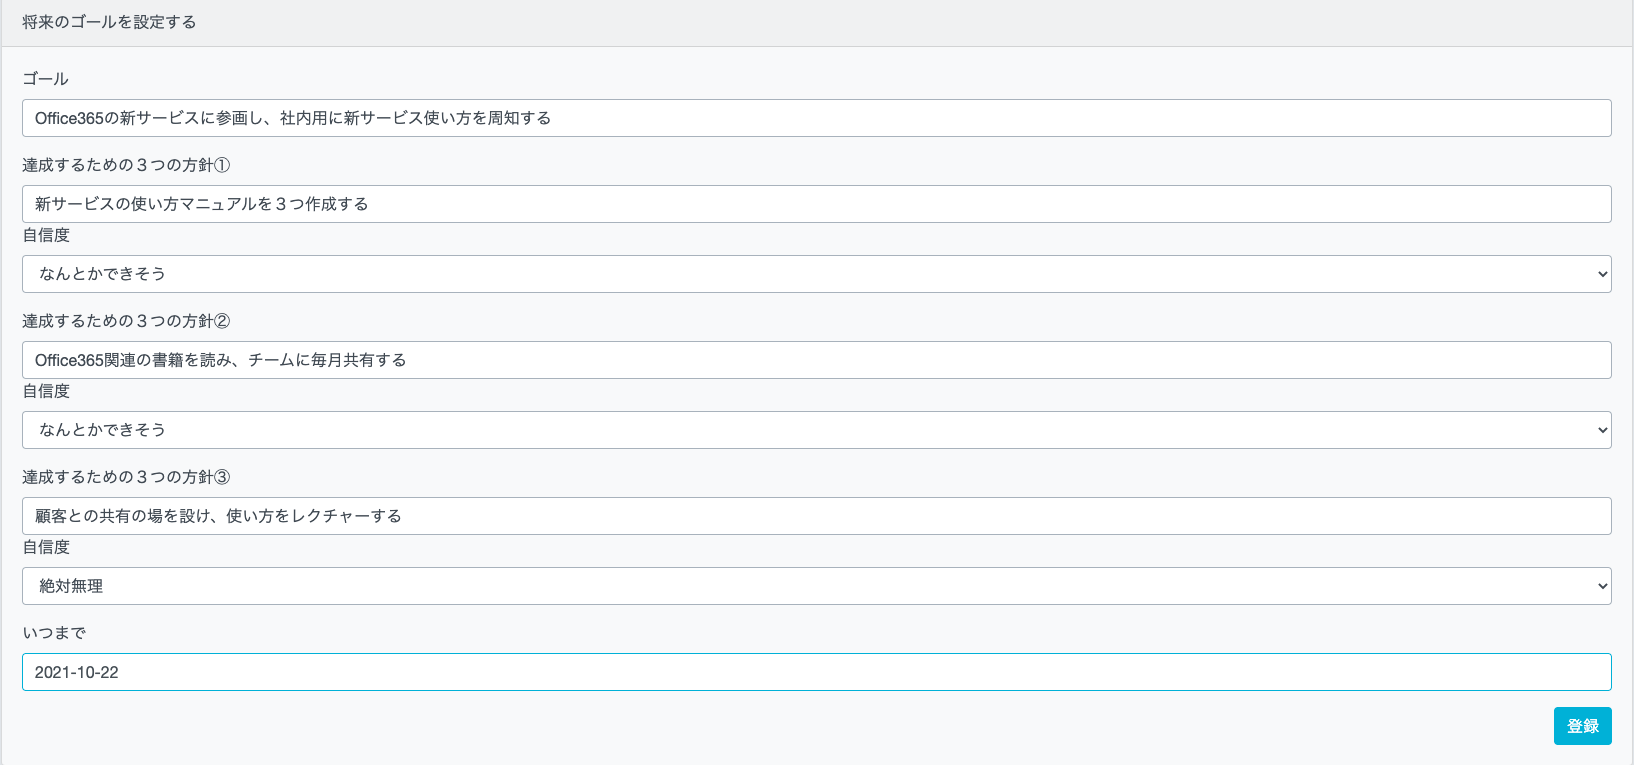 将来のゴールを設定する
ゴール
Office365の新サービスに参画し、社内用に新サービス使い方を周知する
達成するための３つの方針①
新サービスの使い方マニュアルを３つ作成する
自信度
なんとかできそう
達成するための３つの方針②
Office365関連の書籍を読み、チームに毎月共有する
自信度
なんとかできそう
達成するための３つの方針③
顧客との共有の場を設け、使い方をレクチャーする
自信度
絶対無理
いつまで
2021-10-22
登録